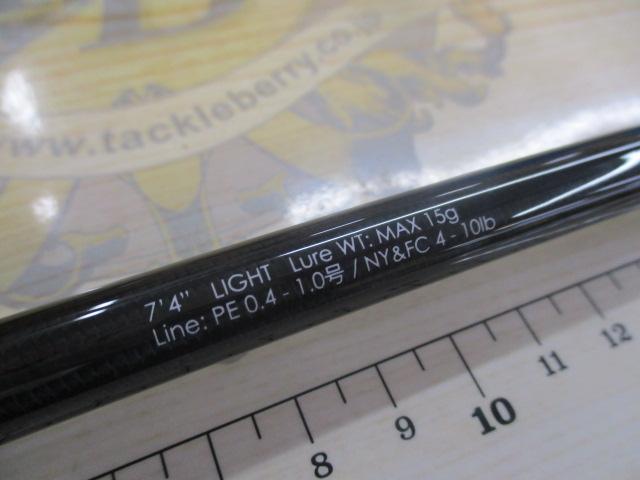 www.tackleberry.co.jp
7'4" LIGHT Lure WT: MAX 15g
Line: PE 0.4 - 1.0号 / NY&FC 4 - 10lb
8 9 10 11 12